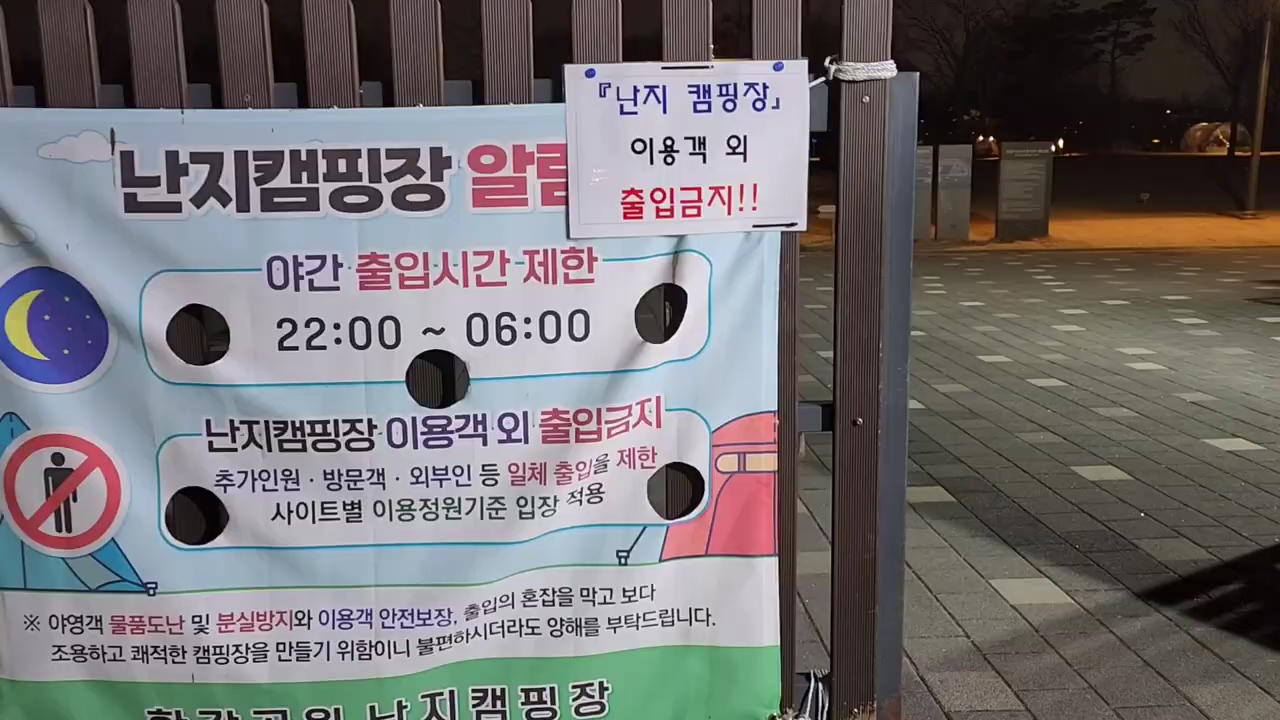 『난지 캠핑장』
이용객 외
출입금지!!
난지캠핑장 알림
야간 출입시간 제한
22:00 ~ 06:00
난지캠핑장 이용객 외 출입금지
추가인원 · 방문객 · 외부인 등 일체 출입을 제한
사이트별 이용정원기준 입장 적용
※ 야영객 물품도난 및 분실방지와 이용객 안전보장, 출입의 혼잡을 막고 보다
조용하고 쾌적한 캠핑장을 만들기 위함이니 불편하시더라도 양해를 부탁드립니다.
한강공원 난지캠핑장